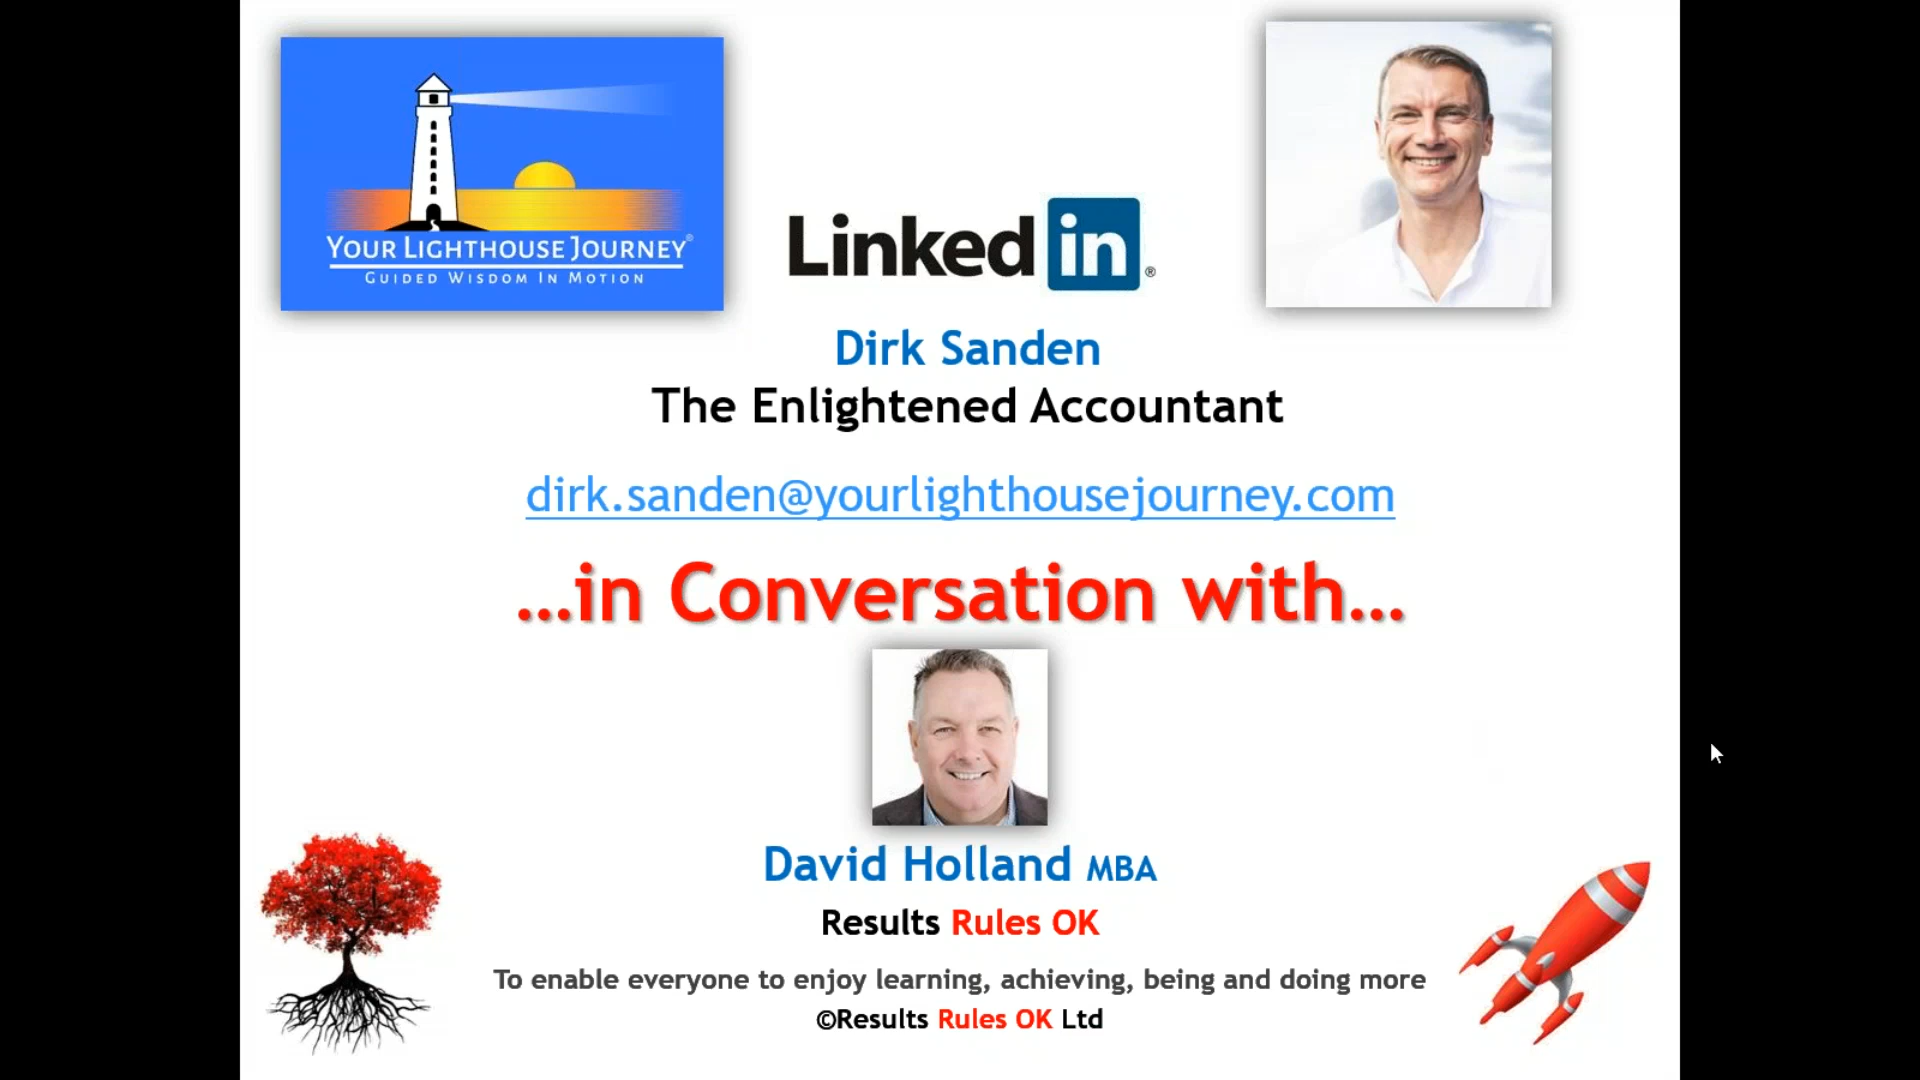 YOUR LIGHTHOUSE JOURNEY®
GUIDED WISDOM IN MOTION
Linked in®
Dirk Sanden
The Enlightened Accountant
dirk.sanden@yourlighthousejourney.com
...in Conversation with...
David Holland MBA
Results Rules OK
To enable everyone to enjoy learning, achieving, being and doing more
©Results Rules OK Ltd